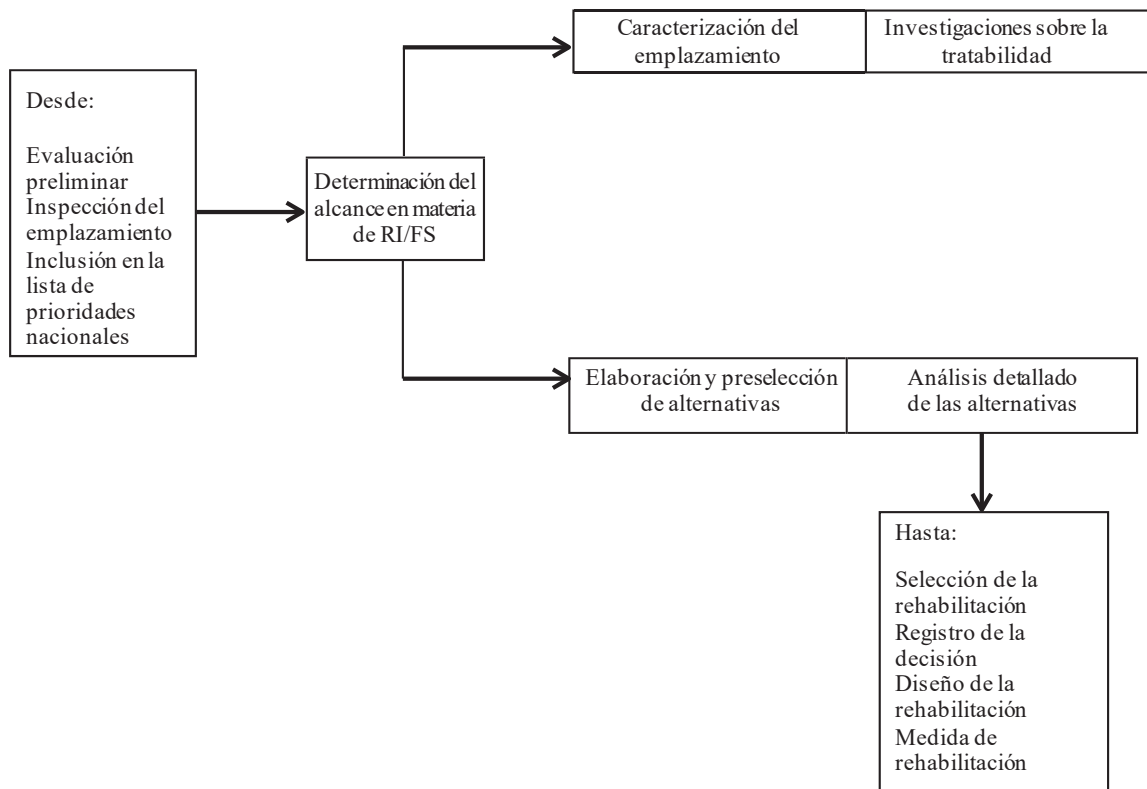 Desde:
Evaluación
preliminar
Inspección del
emplazamiento
Inclusión en la
lista de
prioridades
nacionales
Determinación del
alcance en materia
de RI/FS
Caracterización del
emplazamiento
Investigaciones sobre la
tratabilidad
Elaboración y preselección
de alternativas
Análisis detallado
de las alternativas
Hasta:
Selección de la
rehabilitación
Registro de la
decisión
Diseño de la
rehabilitación
Medida de
rehabilitación